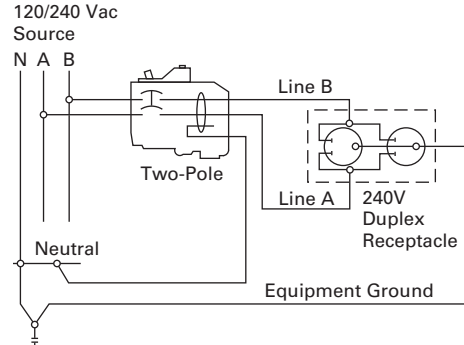 120/240 Vac
Source
N A B
Line B
Two-Pole
Line A
240V
Duplex
Receptacle
Neutral
Equipment Ground